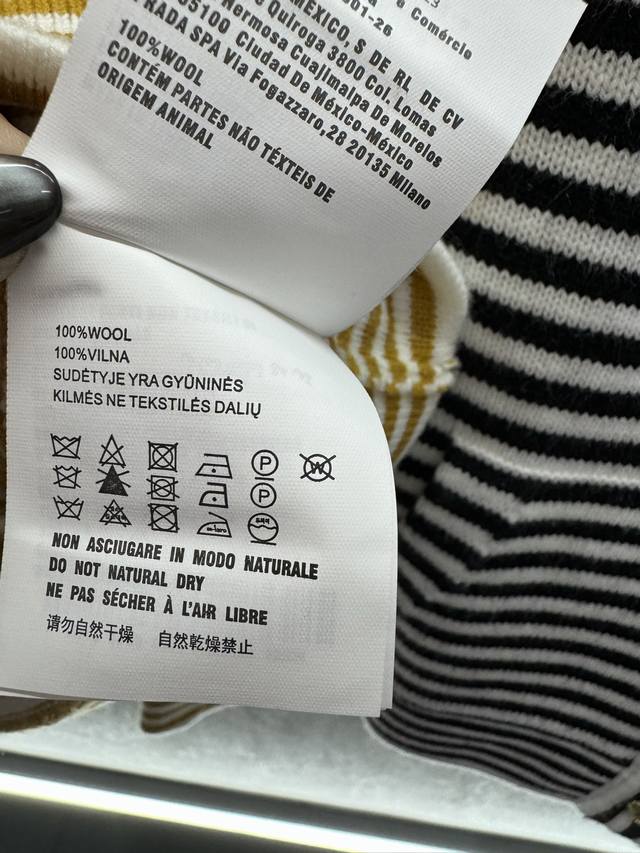 & Comércio
001-26
MEXICO, S DE RL DE CV
Quiroga 3800 Col. Lomas
Hermosa Cuajimalpa De Morelos
05100 Ciudad De México-México
PRADA SPA Via Fogazzaro,28 20135 Milano
100%WOOL
CONTÉM PARTES NÃO TÉXTEIS DE
ORIGEM ANIMAL
100%WOOL
100%VILNA
SUDĖTYJE YRA GYŪNINĖS
KILMĖS NE TEKSTILĖS DALIŲ
P
W
P
NON ASCIUGARE IN MODO NATURALE
DO NOT NATURAL DRY
NE PAS SÉCHER À L'AIR LIBRE
请勿自然干燥 自然乾燥禁止